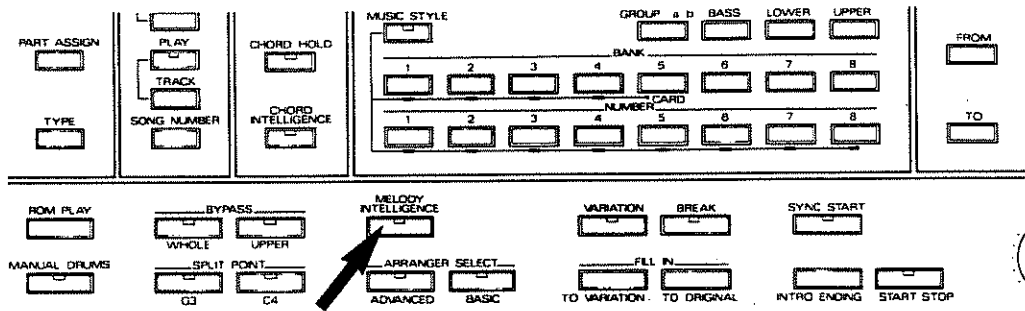 MUSIC STYLE GROUP a b BASS LOWER UPPER
PART ASSIGN PLAY CHORD HOLD FROM
BANK
1 2 3 4 5 6 7 8
TRACK
CARD
NUMBER
TYPE SONG NUMBER CHORD INTELLIGENCE 1 2 3 4 5 6 7 8 TO
ROM PLAY BYPASS MELODY INTELLIGENCE VARIATION BREAK SYNC START
WHOLE UPPER
MANUAL DRUMS SPLIT POINT ARRANGER SELECT FILL IN
G3 C4 ADVANCED BASIC TO VARIATION TO ORIGINAL INTRO ENDING START STOP